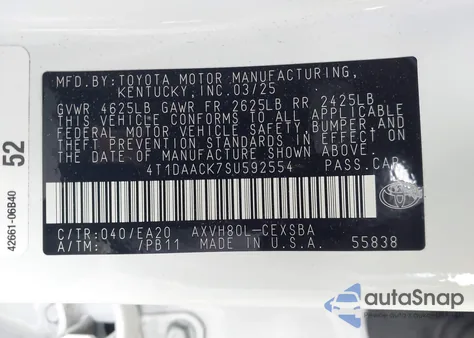 MFD.BY: TOYOTA MOTOR MANUFACTURING,
KENTUCKY, INC. 03/25
GVWR 4625LB GAWR FR 2625LB RR 2425LB
THIS VEHICLE CONFORMS TO ALL APPLICABLE
FEDERAL MOTOR VEHICLE SAFETY, BUMPER AND
THEFT PREVENTION STANDARDS IN EFFECT ON
THE DATE OF MANUFACTURE SHOWN ABOVE.
4T1DAACK7SU592554 PASS.CAR
C/TR:040/EA20 AXVH80L-CEXSBA
A/TM: -/PB11 MADE IN U.S.A. 55838
52
42661-06B40
autoSnap